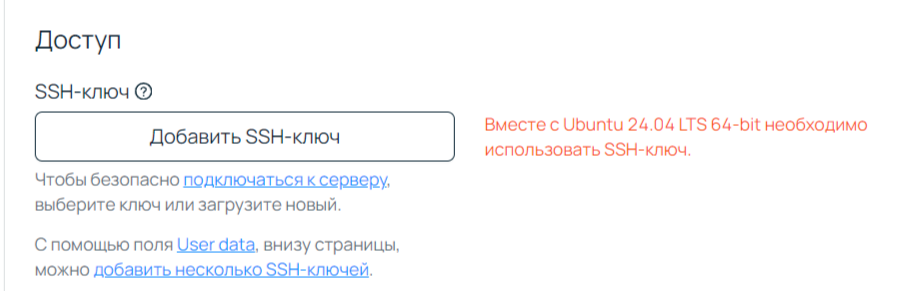 Доступ
SSH-ключ
Добавить SSH-ключ
Вместе с Ubuntu 24.04 LTS 64-bit необходимо
использовать SSH-ключ.
Чтобы безопасно подключаться к серверу,
выберите ключ или загрузите новый.
С помощью поля User data, внизу страницы,
можно добавить несколько SSH-ключей.